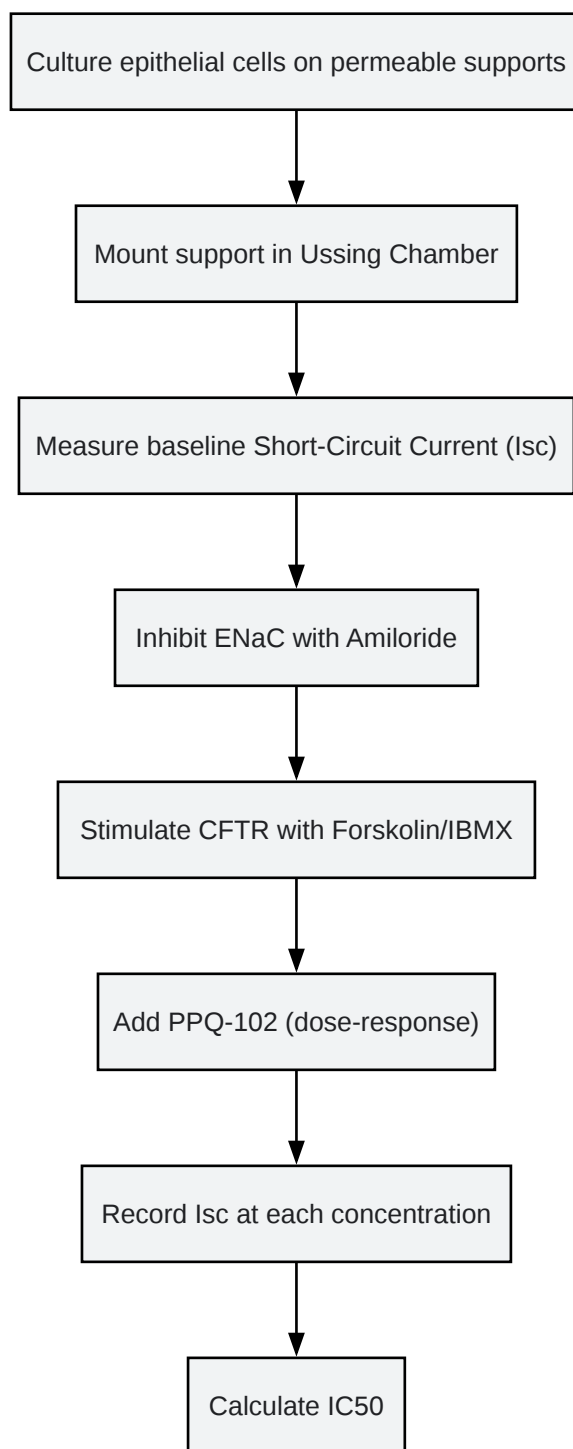 Culture epithelial cells on permeable supports
Mount support in Ussing Chamber
Measure baseline Short-Circuit Current (Isc)
Inhibit ENaC with Amiloride
Stimulate CFTR with Forskolin/IBMX
Add PPQ-102 (dose-response)
Record Isc at each concentration
Calculate IC50